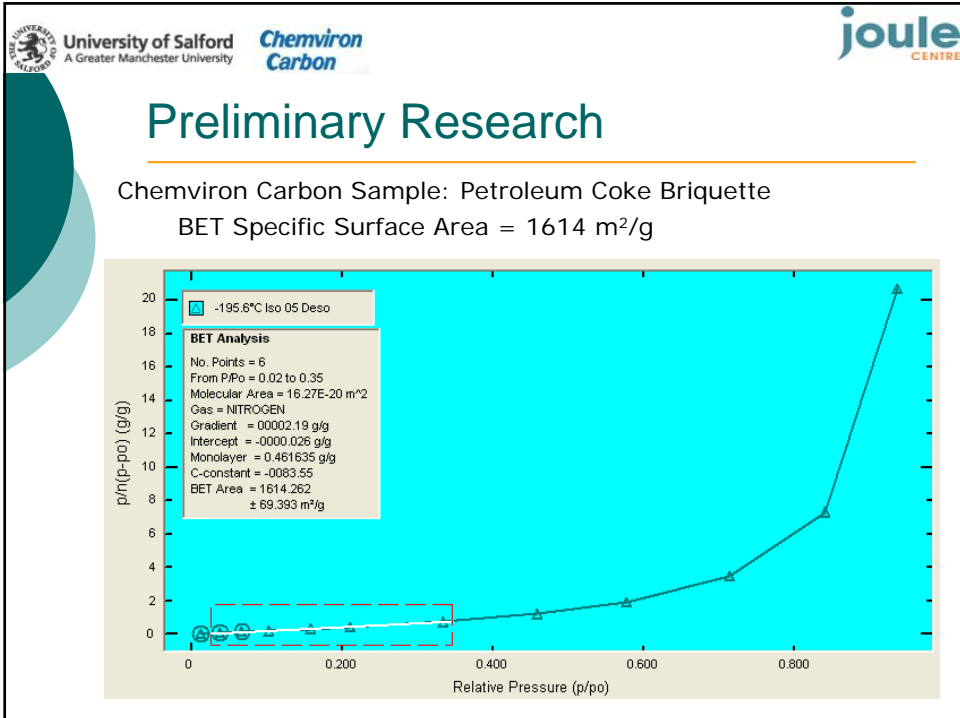 THE UNIVERSITY OF SALFORD
University of Salford
A Greater Manchester University
Chemviron
Carbon
joule
CENTRE
Preliminary Research
Chemviron Carbon Sample: Petroleum Coke Briquette
BET Specific Surface Area = 1614 m²/g
-195.6°C Iso 05 Deso
BET Analysis
No. Points = 6
From P/Po = 0.02 to 0.35
Molecular Area = 16.27E-20 m^2
Gas = NITROGEN
Gradient = 00002.19 g/g
Intercept = -0000.026 g/g
Monolayer = 0.461635 g/g
C-constant = -0083.55
BET Area = 1614.262
± 69.393 m²/g
p/n(p-po) (g/g)
20
18
16
14
12
10
8
6
4
2
0
0 0.200 0.400 0.600 0.800
Relative Pressure (p/po)